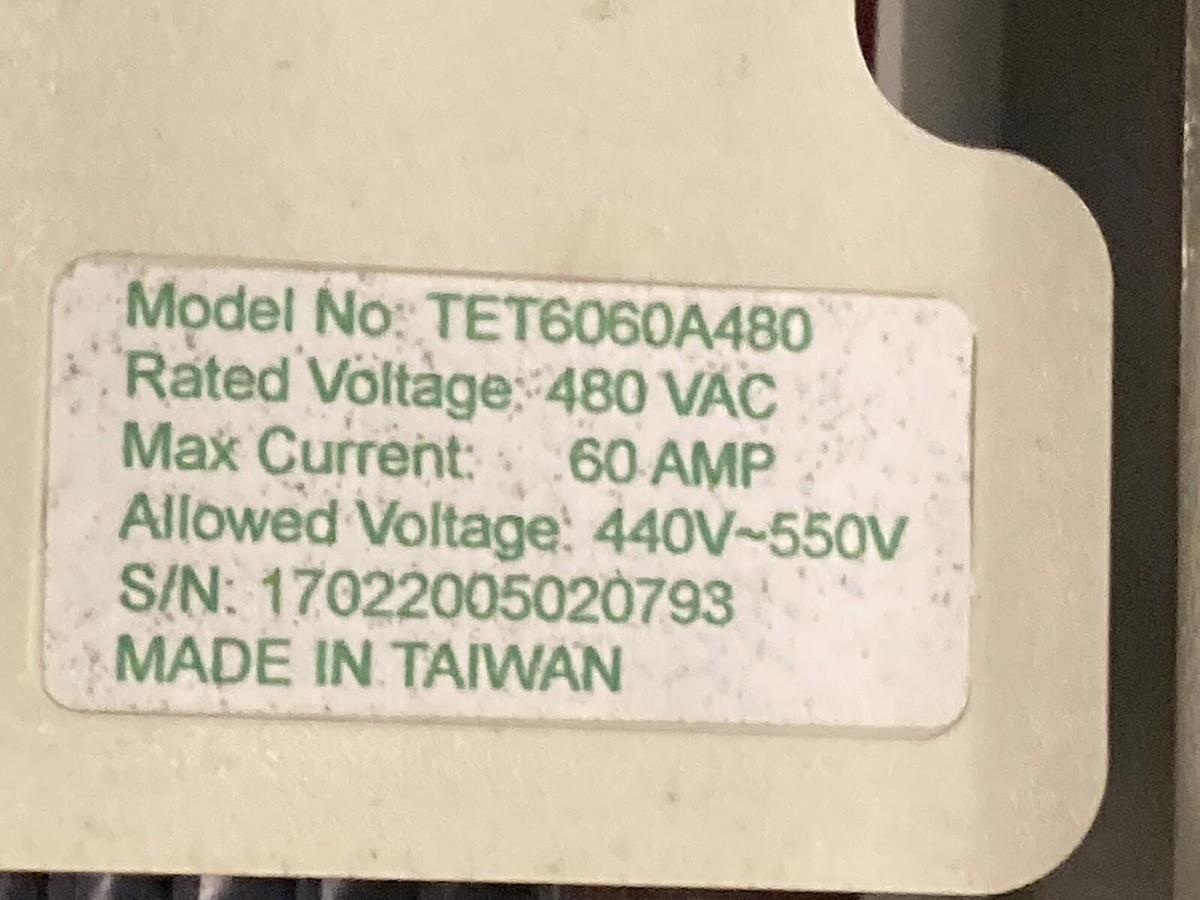 Model No: TET6060A480
Rated Voltage: 480 VAC
Max Current: 60 AMP
Allowed Voltage: 440V~550V
S/N: 17022005020793
MADE IN TAIWAN